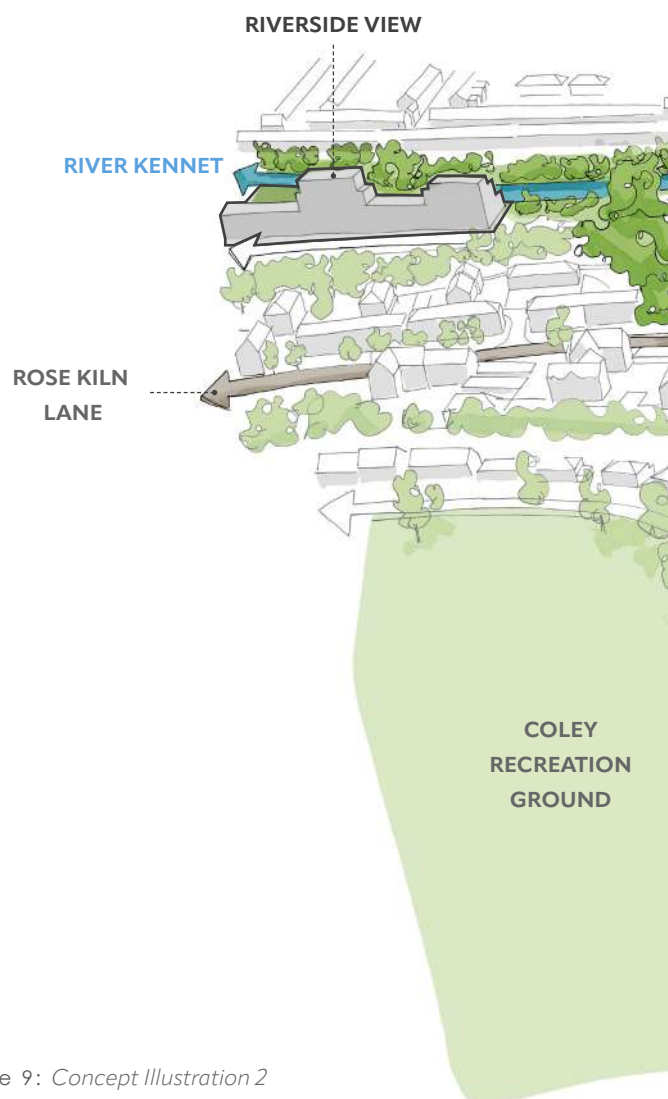 RIVERSIDE VIEW
RIVER KENNET
ROSE KILN
LANE
COLEY
RECREATION
GROUND
e 9: Concept Illustration 2